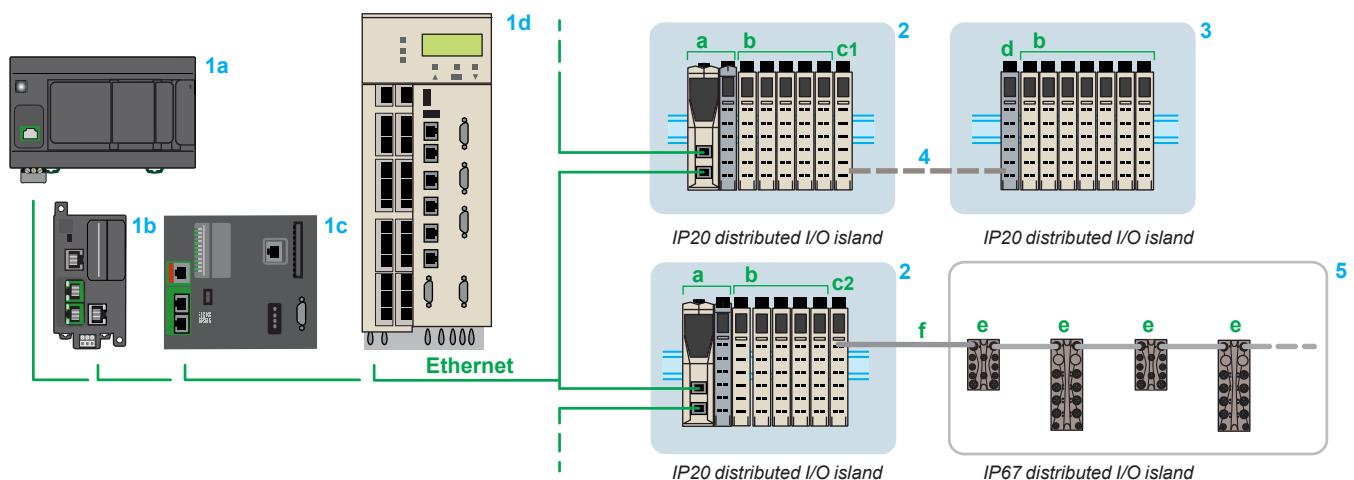 1a
1b
1c
1d
Ethernet
2
a
b
c1
IP20 distributed I/O island
4
3
d
b
IP20 distributed I/O island
2
a
b
c2
IP20 distributed I/O island
f
5
e
e
e
e
IP67 distributed I/O island